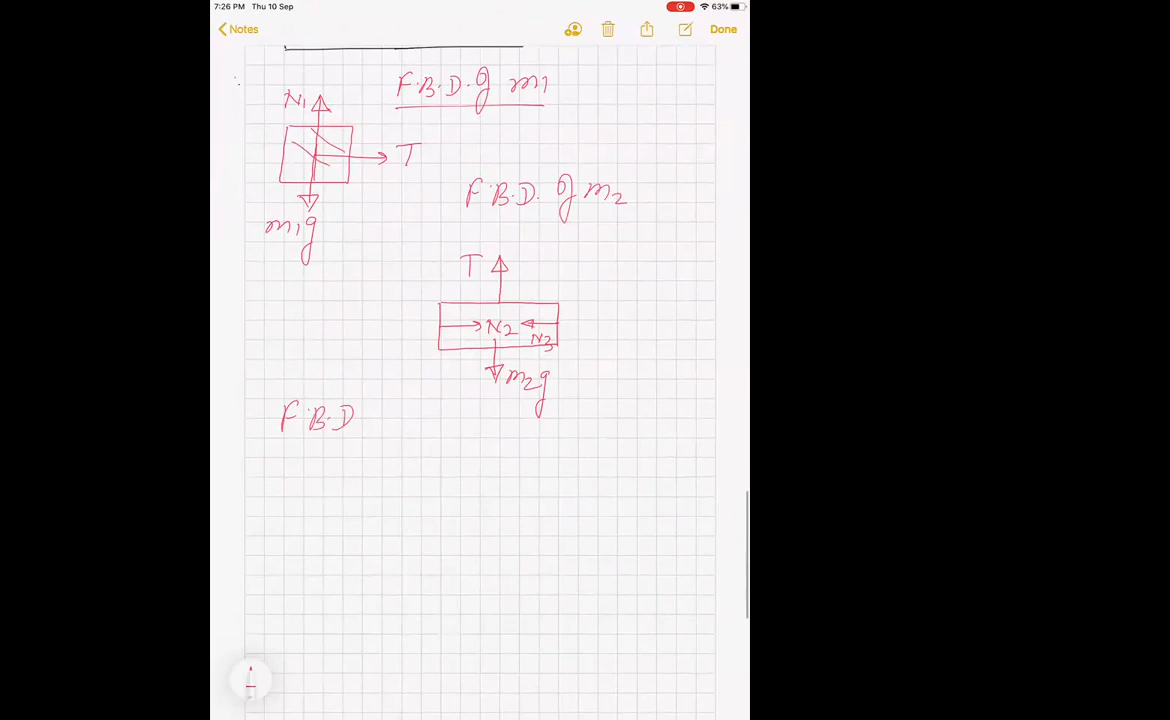 7:26 PM Thu 10 Sep
63%
Notes
Done
F.B.D. of m1
N1
T
m1g
F.B.D. of m2
T
N2
N3
m2g
F.B.D